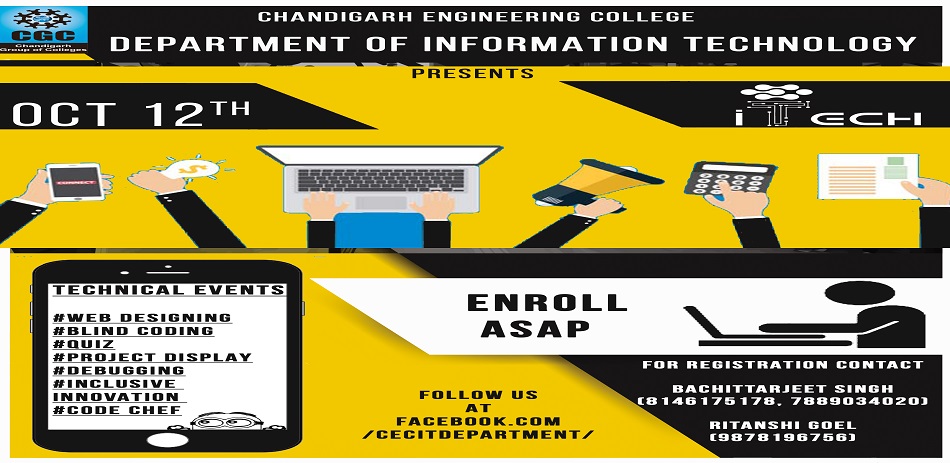 CGC
Chandigarh
Group of Colleges
CHANDIGARH ENGINEERING COLLEGE
DEPARTMENT OF INFORMATION TECHNOLOGY
PRESENTS
OCT 12TH
iTECH
CONNECT
TECHNICAL EVENTS
#WEB DESIGNING
#BLIND CODING
#QUIZ
#PROJECT DISPLAY
#DEBUGGING
#INCLUSIVE
INNOVATION
#CODE CHEF
ENROLL
ASAP
FOLLOW US
AT
FACEBOOK.COM
/CECITDEPARTMENT/
FOR REGISTRATION CONTACT
BACHITTARJEET SINGH
(8146175178, 7889034020)
RITANSHI GOEL
(9878196756)